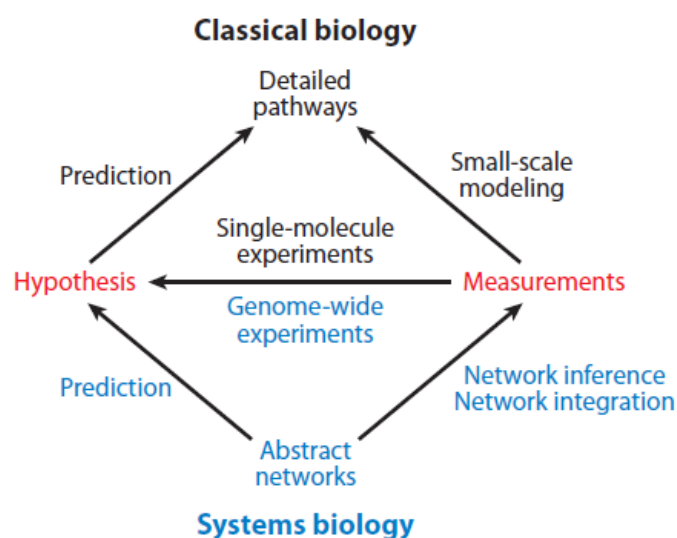 Classical biology
Detailed
pathways
Prediction
Small-scale
modeling
Single-molecule
experiments
Hypothesis
Measurements
Genome-wide
experiments
Prediction
Network inference
Network integration
Abstract
networks
Systems biology